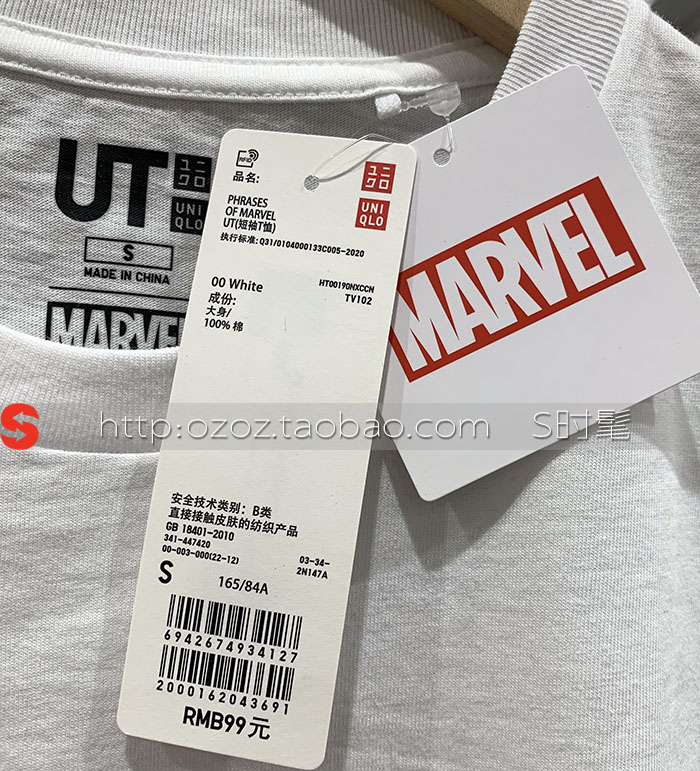 UT
ユニ
クロ
UNI
QLO
S
MADE IN CHINA
MARVEL
RFID
品名:
ユニ
クロ
UNI
QLO
PHRASES
OF MARVEL
UT(短袖T恤)
执行标准: Q31/0104000133C005-2020
00 White
HT00190NXCCN
TV102
成份:
大身/
100% 棉
MARVEL
S
http:ozoz.taobao.com
S时髦
安全技术类别: B类
直接接触皮肤的纺织产品
GB 18401-2010
341-447420
00-003-000(22-12)
03-34-
2N147A
S
165/84A
6942674934127
2000162043691
RMB99元